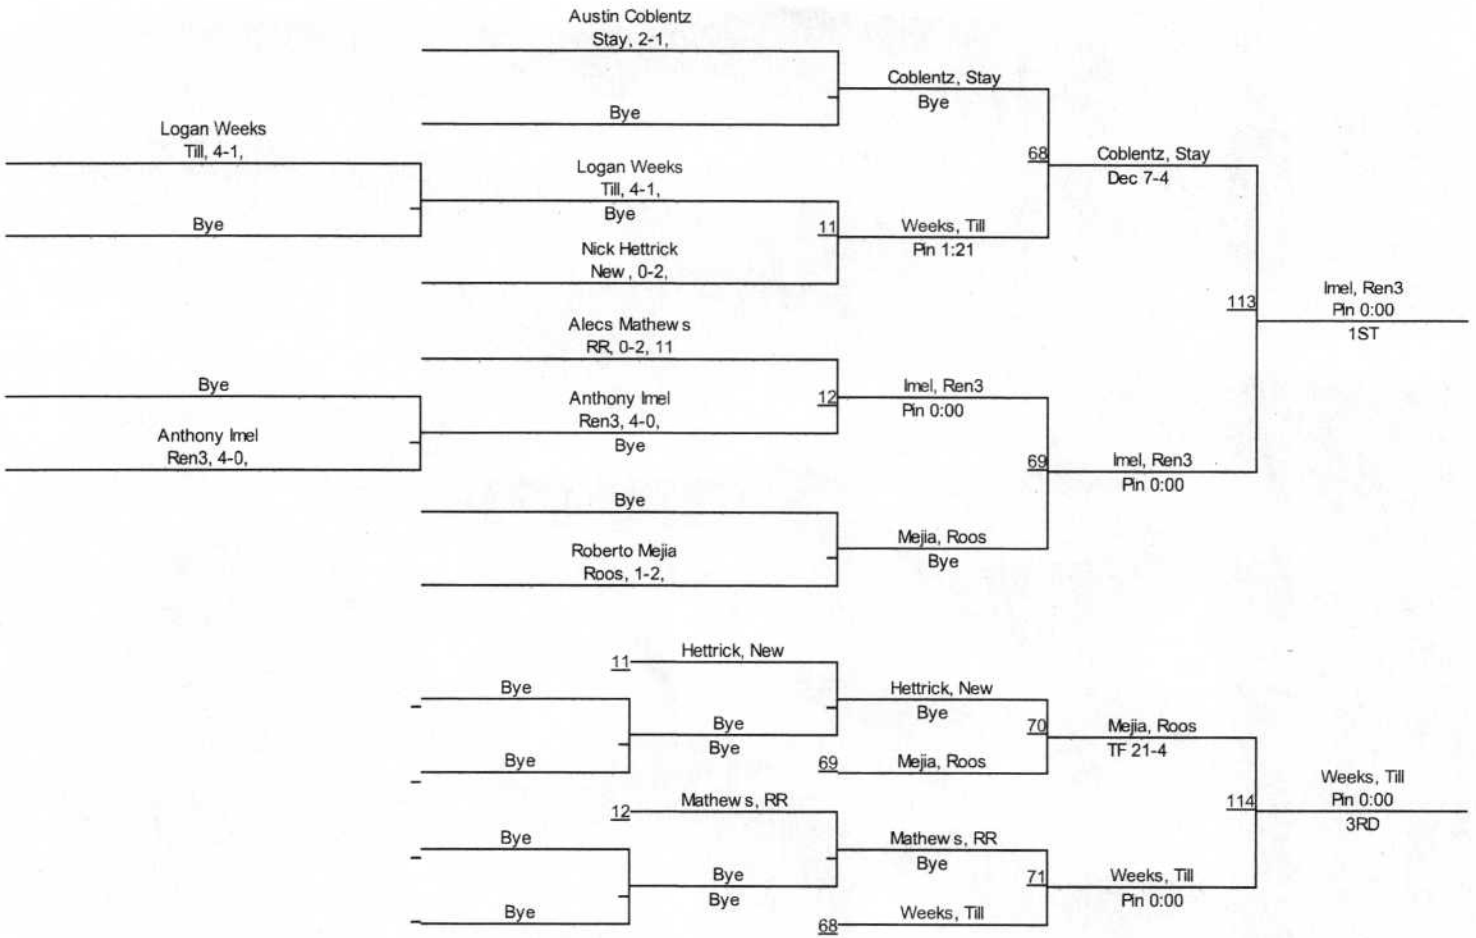 Austin Coblentz
Stay, 2-1,
Coblentz, Stay
Bye
Bye
Logan Weeks
Till, 4-1,
Bye
68
Coblentz, Stay
Dec 7-4
Logan Weeks
Till, 4-1,
Bye
11
Weeks, Till
Pin 1:21
Nick Hettrick
New , 0-2,
113
Imel, Ren3
Pin 0:00
1ST
Alecs Mathews
RR, 0-2, 11
Bye
Anthony Imel
Ren3, 4-0,
12
Imel, Ren3
Pin 0:00
Anthony Imel
Ren3, 4-0,
Bye
69
Imel, Ren3
Pin 0:00
Bye
Mejia, Roos
Bye
Roberto Mejia
Roos, 1-2,
11
Hettrick, New
Bye
Hettrick, New
Bye
Bye
Bye
70
Mejia, Roos
TF 21-4
Bye
69
Mejia, Roos
12
Mathews, RR
114
Weeks, Till
Pin 0:00
3RD
Bye
Mathews, RR
Bye
Bye
Bye
71
Weeks, Till
Pin 0:00
Bye
68
Weeks, Till